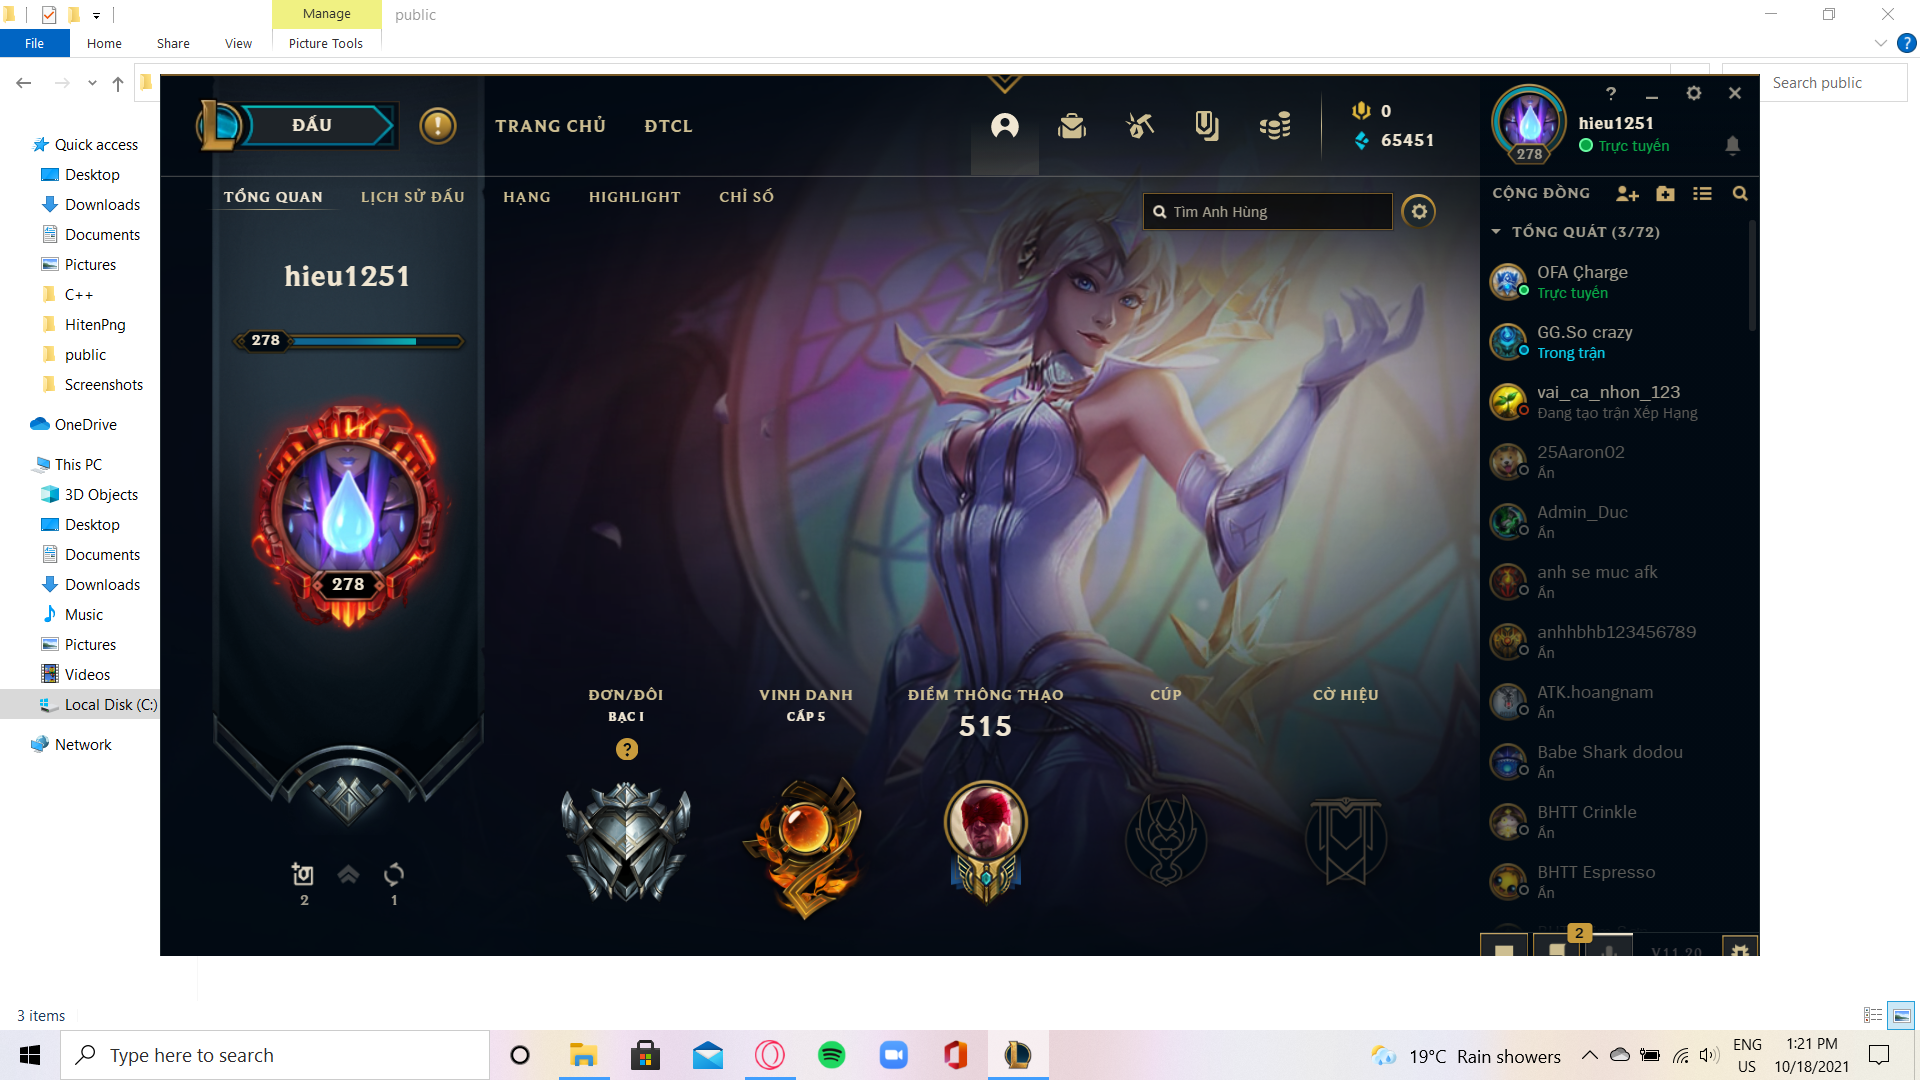 Manage
public
File
Home
Share
View
Picture Tools
Search public
Quick access
Desktop
Downloads
Documents
Pictures
C++
HitenPng
public
Screenshots
OneDrive
This PC
3D Objects
Desktop
Documents
Downloads
Music
Pictures
Videos
Local Disk (C:)
Network
3 items
ĐẤU
TRANG CHỦ
ĐTCL
0
65451
TỔNG QUAN
LỊCH SỬ ĐẤU
HẠNG
HIGHLIGHT
CHỈ SỐ
Tìm Anh Hùng
hieu1251
278
278
2
1
ĐƠN/ĐÔI
BẠC I
?
VINH DANH
CẤP 5
ĐIỂM THÔNG THẠO
515
CÚP
CỜ HIỆU
?
hieu1251
Trực tuyến
278
CỘNG ĐỒNG
TỔNG QUÁT (3/72)
OFA Çharge
Trực tuyến
GG.So crazy
Trong trận
vai_ca_nhon_123
Đang tạo trận Xếp Hạng
25Aaron02
Ẩn
Admin_Duc
Ẩn
anh se muc afk
Ẩn
anhhbhb123456789
Ẩn
ATK.hoangnam
Ẩn
Babe Shark dodou
Ẩn
BHTT Crinkle
Ẩn
BHTT Espresso
Ẩn
2
V11.20
Type here to search
19°C Rain showers
ENG
US
1:21 PM
10/18/2021